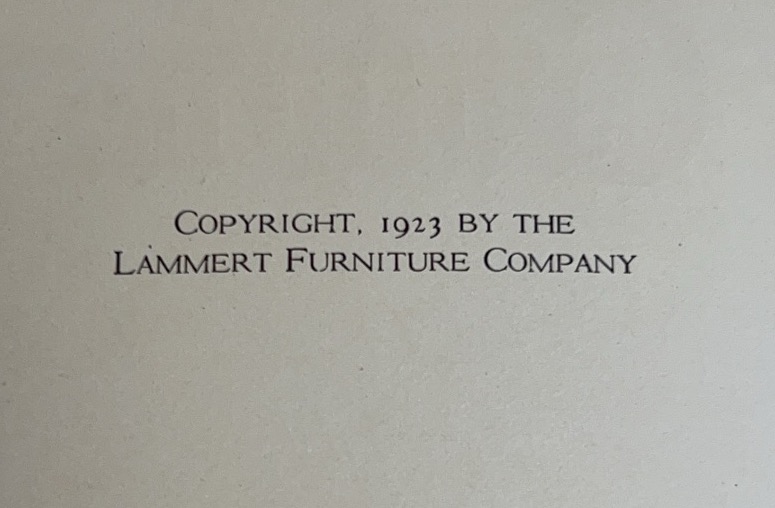 Copyright, 1923 by the
Lammert Furniture Company